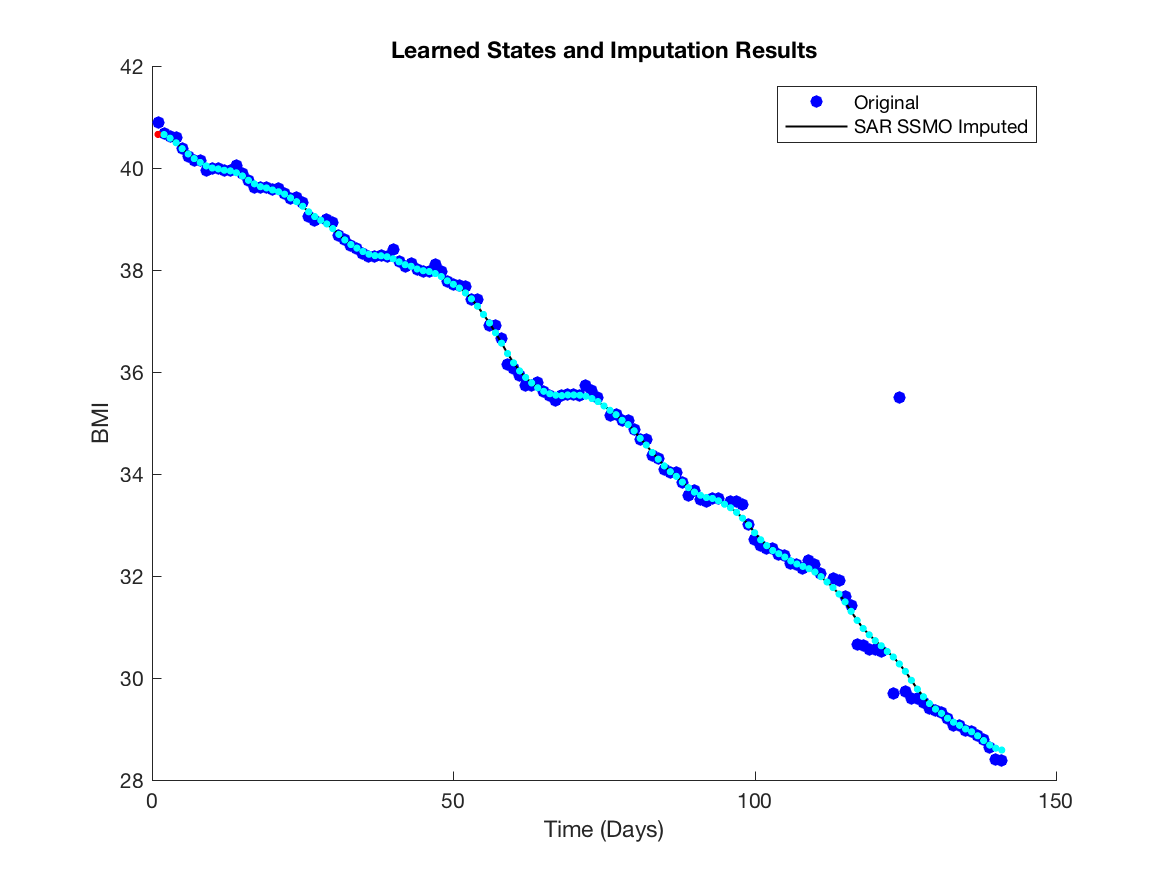 Learned States and Imputation Results
Original
SAR SSMO Imputed
BMI
42
40
38
36
34
32
30
28
0
50
100
150
Time (Days)